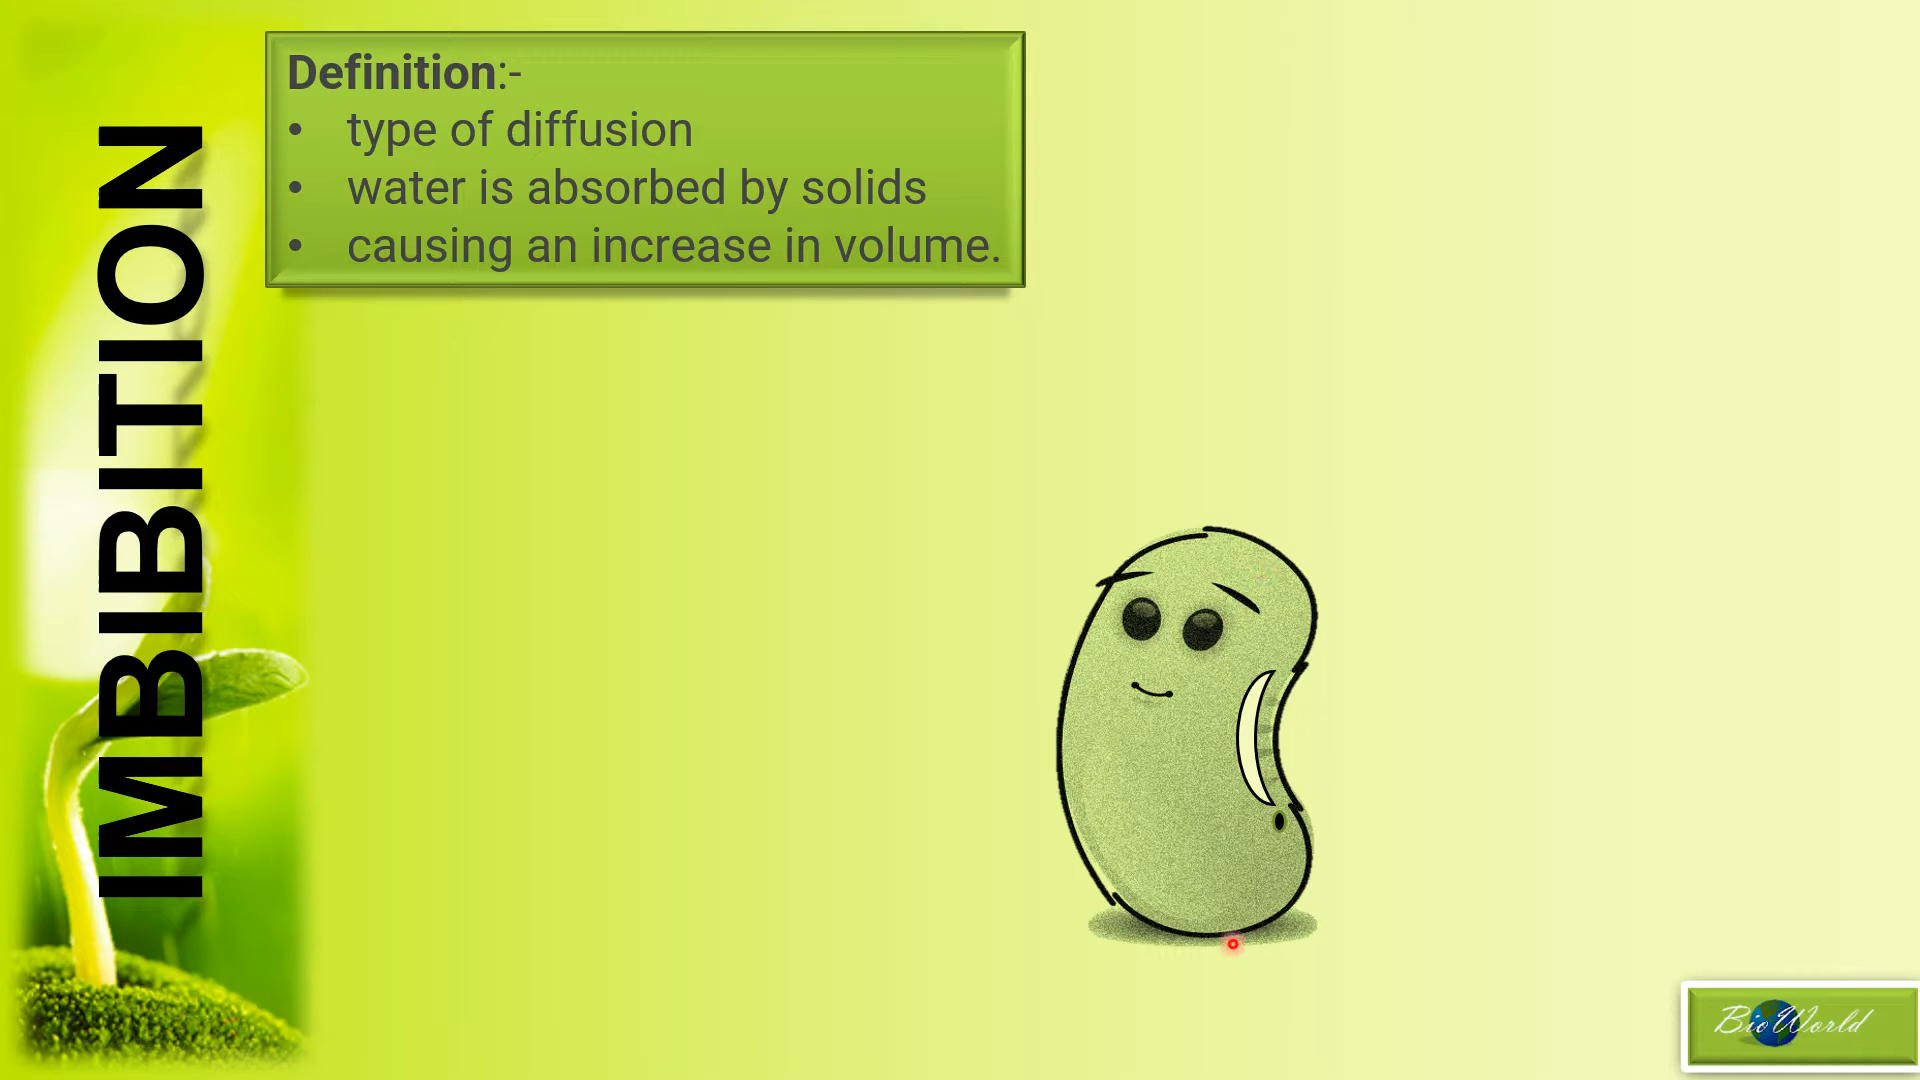 IMBIBITION
Definition:-
• type of diffusion
• water is absorbed by solids
• causing an increase in volume.
BioWorld